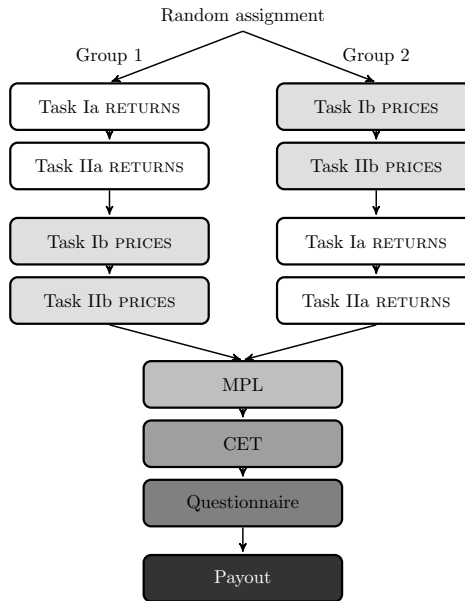 Random assignment
Group 1
Group 2
Task Ia RETURNS
Task Ib PRICES
Task IIa RETURNS
Task IIb PRICES
Task Ib PRICES
Task Ia RETURNS
Task IIb PRICES
Task IIa RETURNS
MPL
CET
Questionnaire
Payout